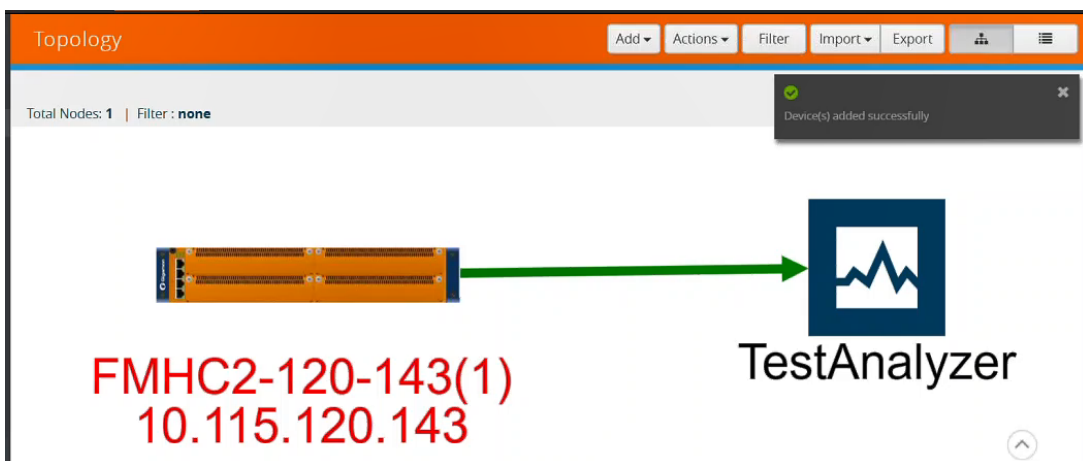 Topology
Add
Actions
Filter
Import
Export
Total Nodes: 1 | Filter : none
Device(s) added successfully
Gigamon
FMHC2-120-143(1)
10.115.120.143
TestAnalyzer